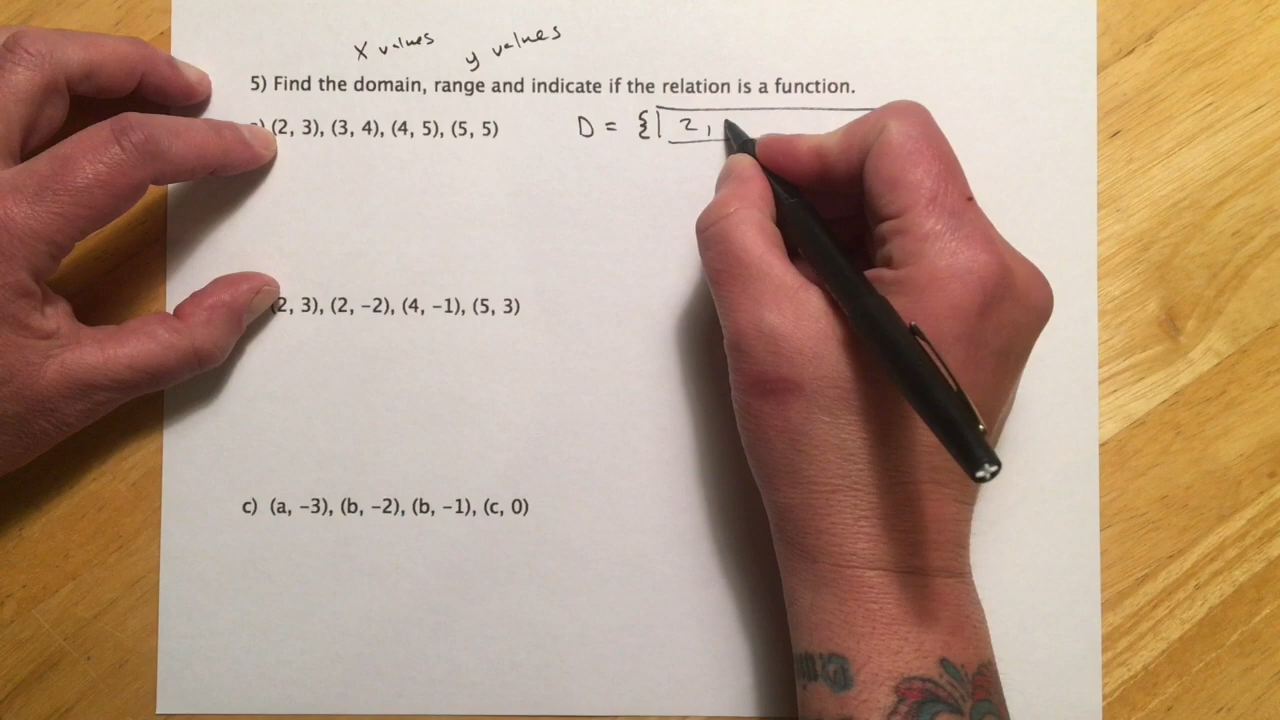 x values y values
5) Find the domain, range and indicate if the relation is a function.
(2, 3), (3, 4), (4, 5), (5, 5) D = { 2,
(2, 3), (2, −2), (4, −1), (5, 3)
c) (a, −3), (b, −2), (b, −1), (c, 0)